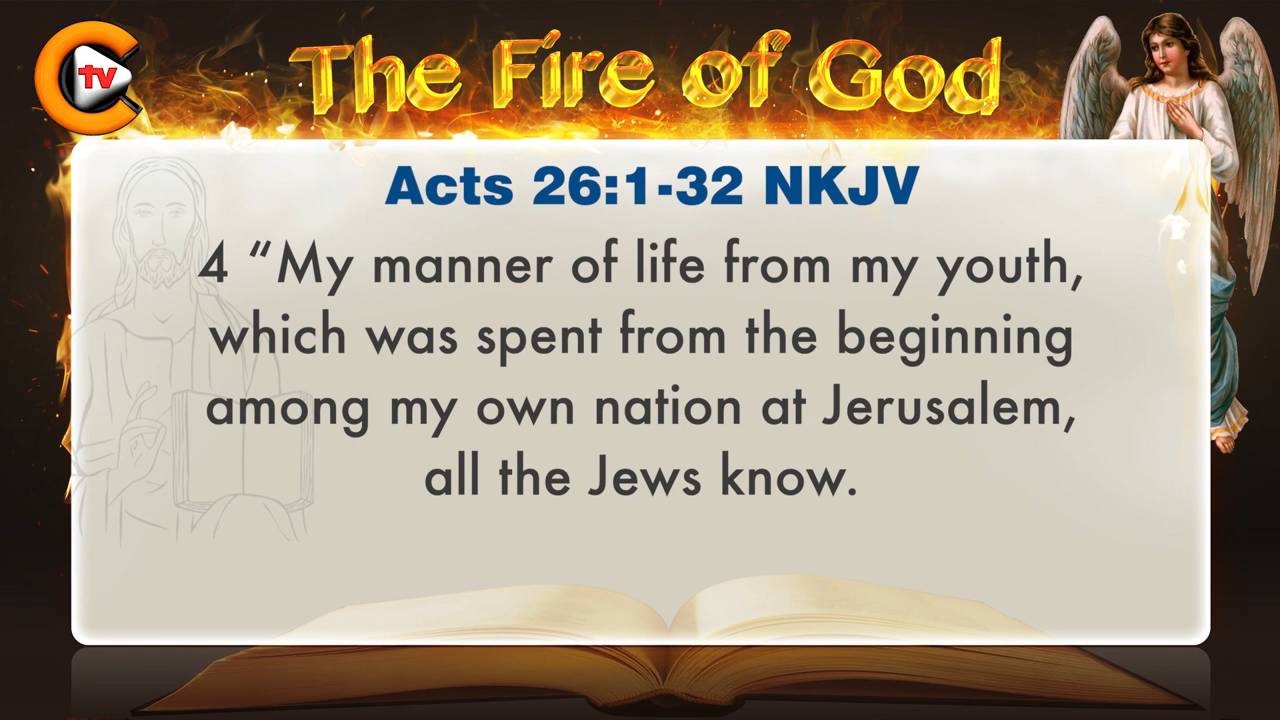 tv
The Fire of God
Acts 26:1-32 NKJV
4 “My manner of life from my youth,
which was spent from the beginning
among my own nation at Jerusalem,
all the Jews know.